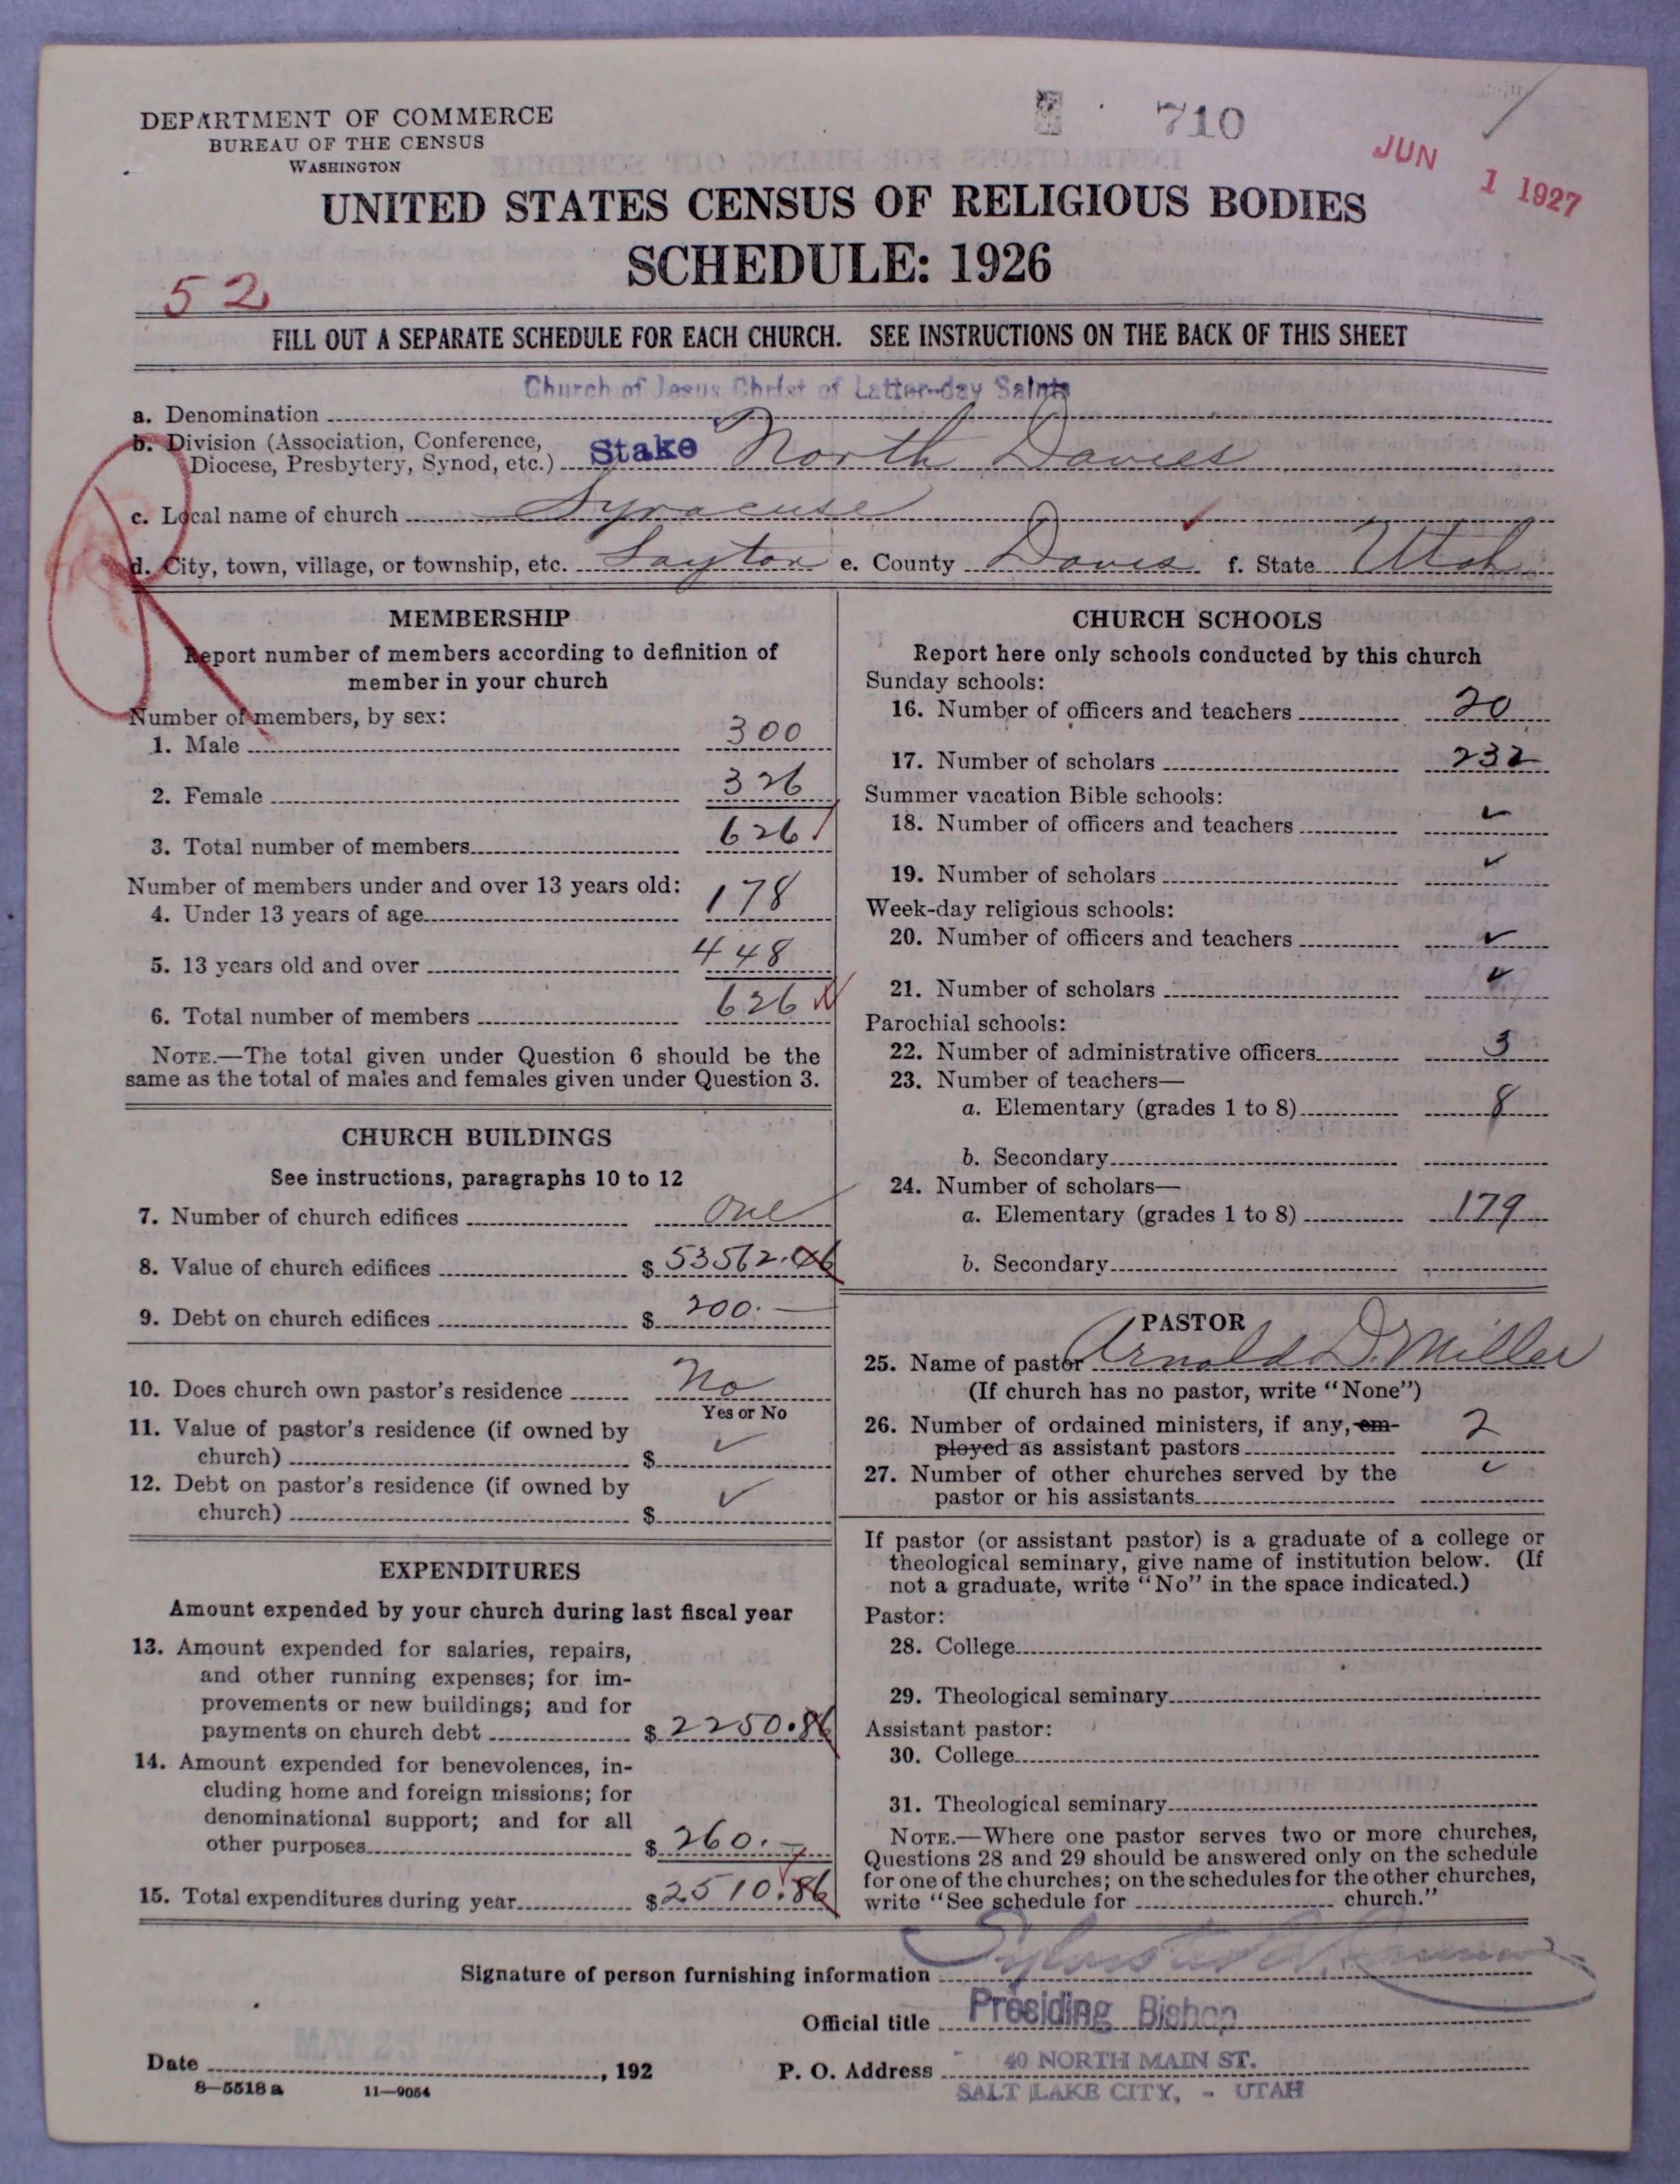 710
JUN 1 1927
DEPARTMENT OF COMMERCE
BUREAU OF THE CENSUS
WASHINGTON
UNITED STATES CENSUS OF RELIGIOUS BODIES
SCHEDULE: 1926
52
FILL OUT A SEPARATE SCHEDULE FOR EACH CHURCH. SEE INSTRUCTIONS ON THE BACK OF THIS SHEET
Church of Jesus Christ of Latter-day Saints
a. Denomination
b. Division (Association, Conference,
Diocese, Presbytery, Synod, etc.) Stake North Davies
c. Local name of church Syracuse
d. City, town, village, or township, etc. Layton e. County Davis f. State Utah
MEMBERSHIP
Report number of members according to definition of
member in your church
Number of members, by sex:
1. Male 300
2. Female 326
3. Total number of members 626
Number of members under and over 13 years old:
4. Under 13 years of age 178
5. 13 years old and over 448
6. Total number of members 626
NOTE.—The total given under Question 6 should be the
same as the total of males and females given under Question 3.
CHURCH BUILDINGS
See instructions, paragraphs 10 to 12
7. Number of church edifices One
8. Value of church edifices $ 53562.
9. Debt on church edifices $ 200.—
10. Does church own pastor's residence No
Yes or No
11. Value of pastor's residence (if owned by
church) $ ✓
12. Debt on pastor's residence (if owned by
church) $ ✓
EXPENDITURES
Amount expended by your church during last fiscal year
13. Amount expended for salaries, repairs,
and other running expenses; for im-
provements or new buildings; and for
payments on church debt $ 2250.86
14. Amount expended for benevolences, in-
cluding home and foreign missions; for
denominational support; and for all
other purposes $ 260.—
15. Total expenditures during year $ 2510.86
CHURCH SCHOOLS
Report here only schools conducted by this church
Sunday schools:
16. Number of officers and teachers 20
17. Number of scholars 232
Summer vacation Bible schools:
18. Number of officers and teachers ✓
19. Number of scholars ✓
Week-day religious schools:
20. Number of officers and teachers ✓
21. Number of scholars ✓
Parochial schools:
22. Number of administrative officers 3
23. Number of teachers—
a. Elementary (grades 1 to 8) 8
b. Secondary
24. Number of scholars—
a. Elementary (grades 1 to 8) 179
b. Secondary
PASTOR
25. Name of pastor Arnold D. Miller
(If church has no pastor, write "None")
26. Number of ordained ministers, if any, em-
ployed as assistant pastors 2
27. Number of other churches served by the
pastor or his assistants ✓
If pastor (or assistant pastor) is a graduate of a college or
theological seminary, give name of institution below. (If
not a graduate, write "No" in the space indicated.)
Pastor:
28. College
29. Theological seminary
Assistant pastor:
30. College
31. Theological seminary
NOTE.—Where one pastor serves two or more churches,
Questions 28 and 29 should be answered only on the schedule
for one of the churches; on the schedules for the other churches,
write "See schedule for church."
Signature of person furnishing information Sylvester Q. Cannon
Official title Presiding Bishop
Date , 192 P. O. Address 40 NORTH MAIN ST.
8—5518 a 11—9054 SALT LAKE CITY, - UTAH